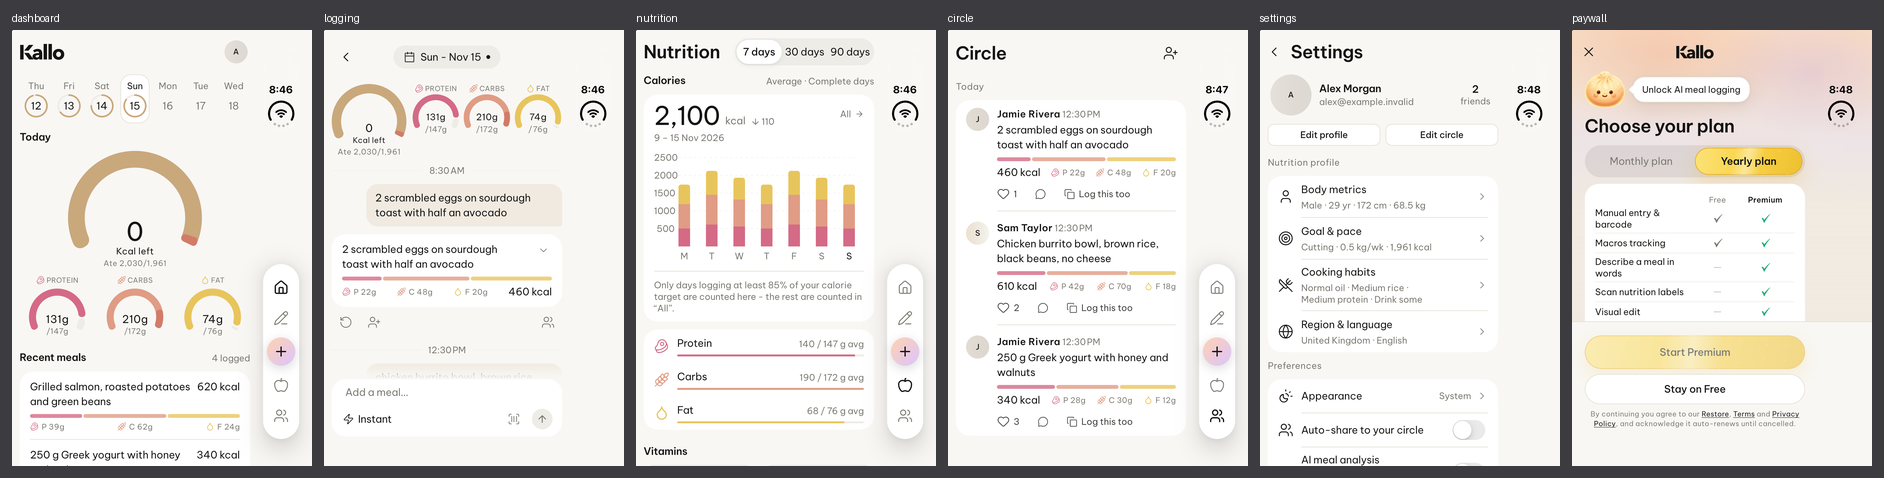 dashboard
Kallo
A
Thu Fri Sat Sun Mon Tue Wed
12 13 14 15 16 17 18
8:46
Today
0
Kcal left
Ate 2,030/1,961
PROTEIN CARBS FAT
131g 210g 74g
/147g /172g /76g
Recent meals 4 logged
Grilled salmon, roasted potatoes 620 kcal
and green beans
P 39g C 62g F 24g
250 g Greek yogurt with honey 340 kcal
logging
Sun - Nov 15 •
8:46
PROTEIN CARBS FAT
0 131g 210g 74g
Kcal left /147g /172g /76g
Ate 2,030/1,961
8:30 AM
2 scrambled eggs on sourdough
toast with half an avocado
2 scrambled eggs on sourdough
toast with half an avocado
P 22g C 48g F 20g 460 kcal
12:30 PM
chicken burrito bowl, brown rice,
Add a meal...
Instant
nutrition
Nutrition
7 days 30 days 90 days
Calories Average · Complete days
8:46
2,100 kcal ↓ 110 All →
9 – 15 Nov 2026
2500
2000
1500
1000
500
M T W T F S S
Only days logging at least 85% of your calorie
target are counted here - the rest are counted in
“All”.
Protein 140 / 147 g avg
Carbs 190 / 172 g avg
Fat 68 / 76 g avg
Vitamins
circle
Circle
Today
8:47
J
Jamie Rivera 12:30PM
2 scrambled eggs on sourdough
toast with half an avocado
460 kcal P 22g C 48g F 20g
1 Log this too
S
Sam Taylor 12:30PM
Chicken burrito bowl, brown rice,
black beans, no cheese
610 kcal P 42g C 70g F 18g
2 Log this too
J
Jamie Rivera 12:30PM
250 g Greek yogurt with honey and
walnuts
340 kcal P 28g C 30g F 12g
3 Log this too
settings
Settings
A
Alex Morgan
alex@example.invalid
2
friends
8:48
Edit profile Edit circle
Nutrition profile
Body metrics
Male · 29 yr · 172 cm · 68.5 kg
Goal & pace
Cutting · 0.5 kg/wk · 1,961 kcal
Cooking habits
Normal oil · Medium rice ·
Medium protein · Drink some
Region & language
United Kingdom · English
Preferences
Appearance System
Auto-share to your circle
AI meal analysis
paywall
Kallo
Unlock AI meal logging
8:48
Choose your plan
Monthly plan Yearly plan
Free Premium
Manual entry &
barcode
Macros tracking
Describe a meal in
words
Scan nutrition labels
Visual edit
Start Premium
Stay on Free
By continuing you agree to our Restore, Terms and Privacy
Policy, and acknowledge it auto-renews until cancelled.